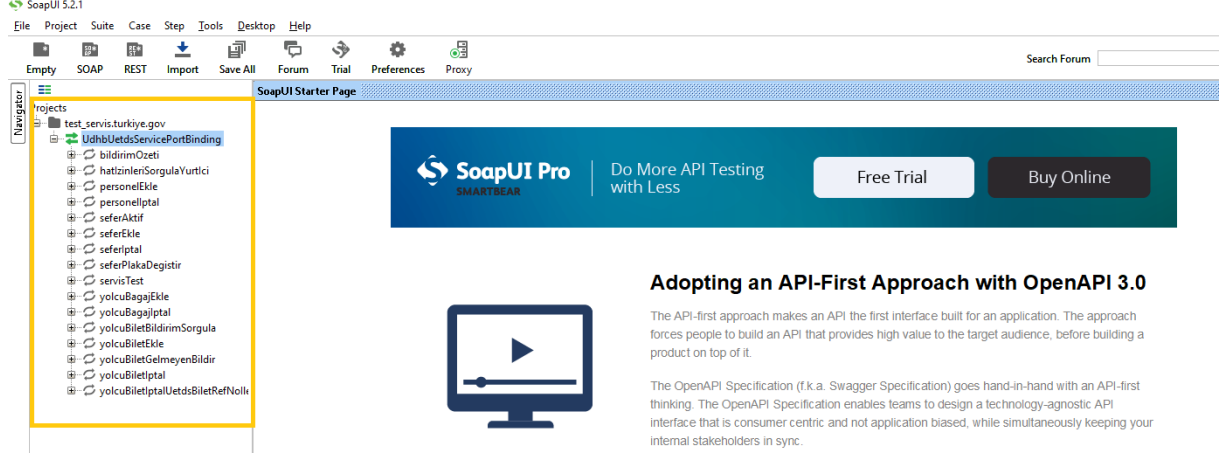 SoapUI 5.2.1
File Project Suite Case Step Tools Desktop Help
Empty SOAP REST Import Save All Forum Trial Preferences Proxy
Search Forum
Navigator
SoapUI Starter Page
Projects
test_servis.turkiye.gov
UdhbUetdsServicePortBinding
bildirimOzeti
hatIzinleriSorgulaYurtIci
personelEkle
personelIptal
seferAktif
seferEkle
seferIptal
seferPlakaDegistir
servisTest
yolcuBagajEkle
yolcuBagajIptal
yolcuBiletBildirimSorgula
yolcuBiletEkle
yolcuBiletGelmeyenBildir
yolcuBiletIptal
yolcuBiletIptalUetdsBiletRefNoIle
SoapUI Pro
SMARTBEAR
Do More API Testing
with Less
Free Trial
Buy Online
Adopting an API-First Approach with OpenAPI 3.0
The API-first approach makes an API the first interface built for an application. The approach
forces people to build an API that provides high value to the target audience, before building a
product on top of it.
The OpenAPI Specification (f.k.a. Swagger Specification) goes hand-in-hand with an API-first
thinking. The OpenAPI Specification enables teams to design a technology-agnostic API
interface that is consumer centric and not application biased, while simultaneously keeping your
internal stakeholders in sync.